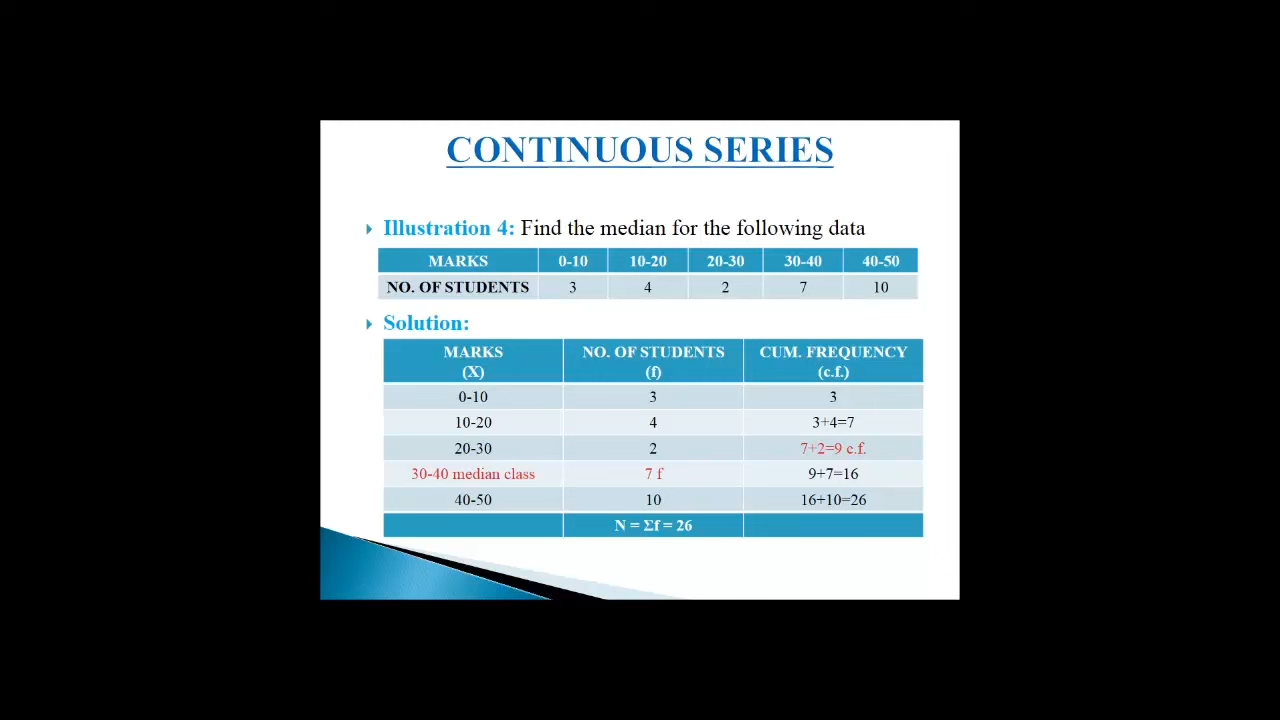 CONTINUOUS SERIES
Illustration 4: Find the median for the following data
MARKS 0-10 10-20 20-30 30-40 40-50
NO. OF STUDENTS 3 4 2 7 10
Solution:
MARKS NO. OF STUDENTS CUM. FREQUENCY
(X) (f) (c.f.)
0-10 3 3
10-20 4 3+4=7
20-30 2 7+2=9 c.f.
30-40 median class 7 f 9+7=16
40-50 10 16+10=26
N = Σf = 26